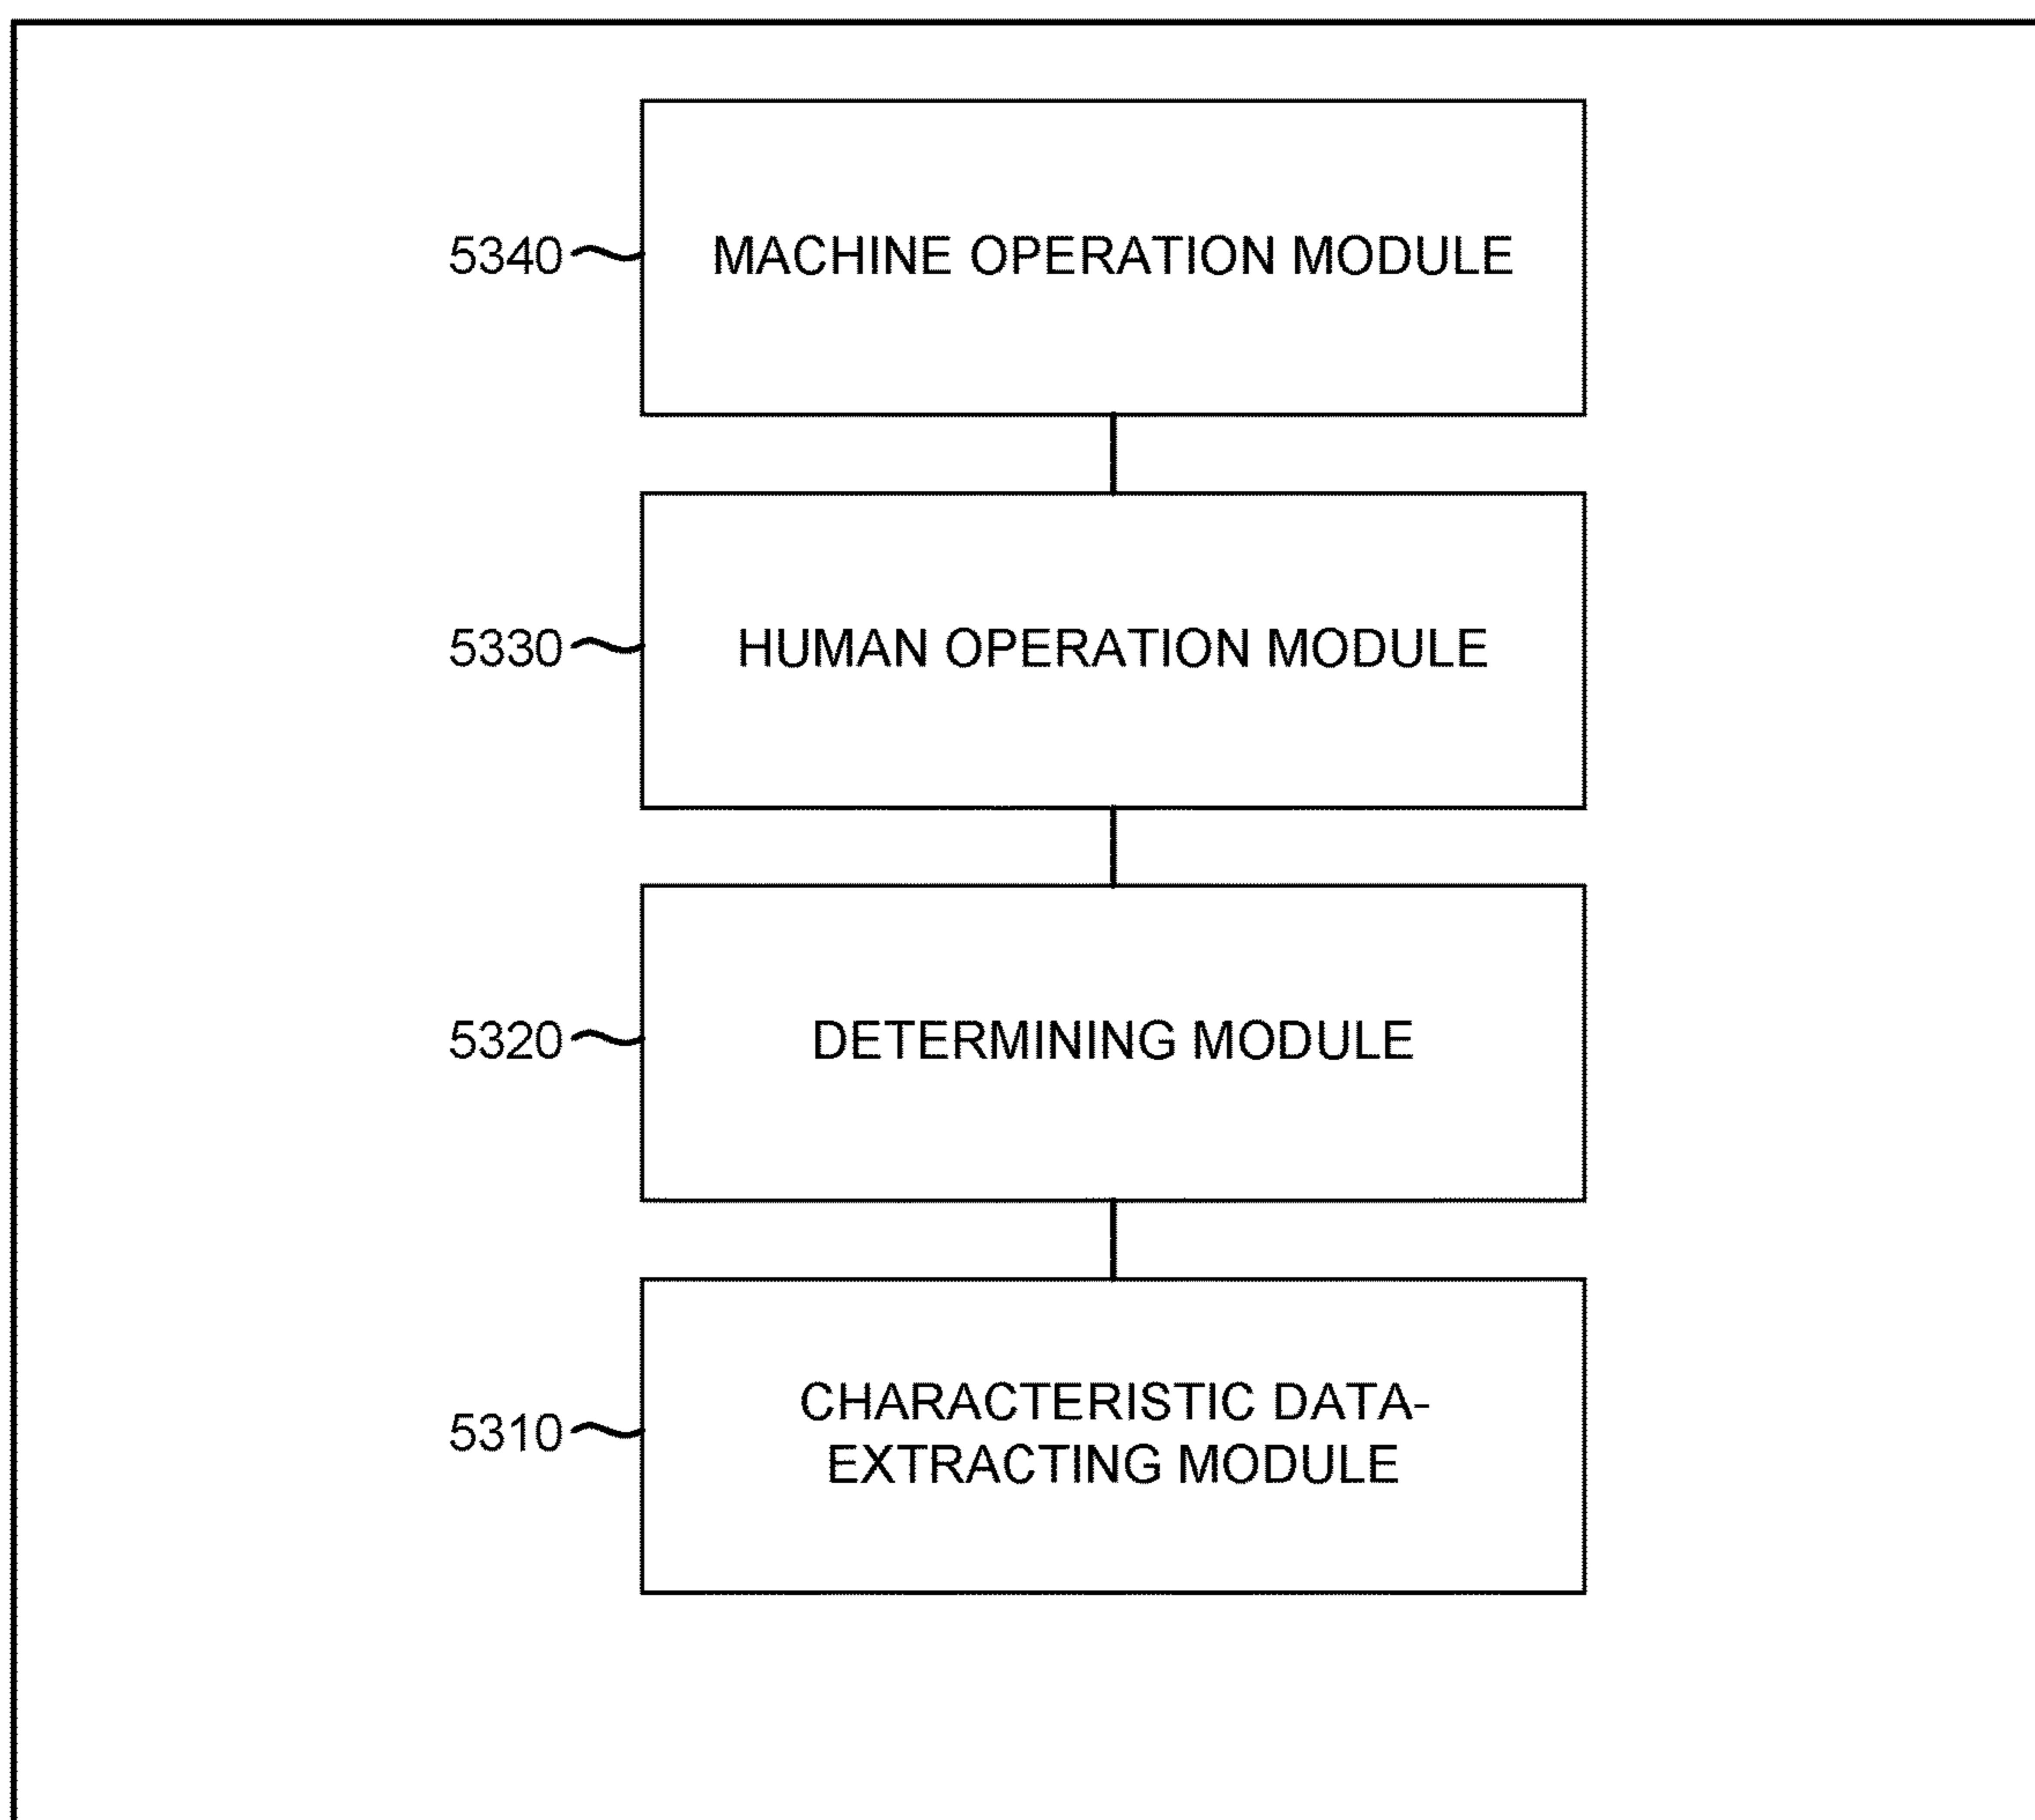 5340
MACHINE OPERATION MODULE
5330
HUMAN OPERATION MODULE
5320
DETERMINING MODULE
5310
CHARACTERISTIC DATA-
EXTRACTING MODULE